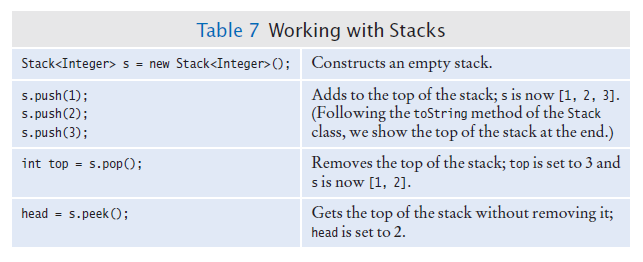 Table 7 Working with Stacks
Stack<Integer> s = new Stack<Integer>();
Constructs an empty stack.
s.push(1);
s.push(2);
s.push(3);
Adds to the top of the stack; s is now [1, 2, 3].
(Following the toString method of the Stack
class, we show the top of the stack at the end.)
int top = s.pop();
Removes the top of the stack; top is set to 3 and
s is now [1, 2].
head = s.peek();
Gets the top of the stack without removing it;
head is set to 2.